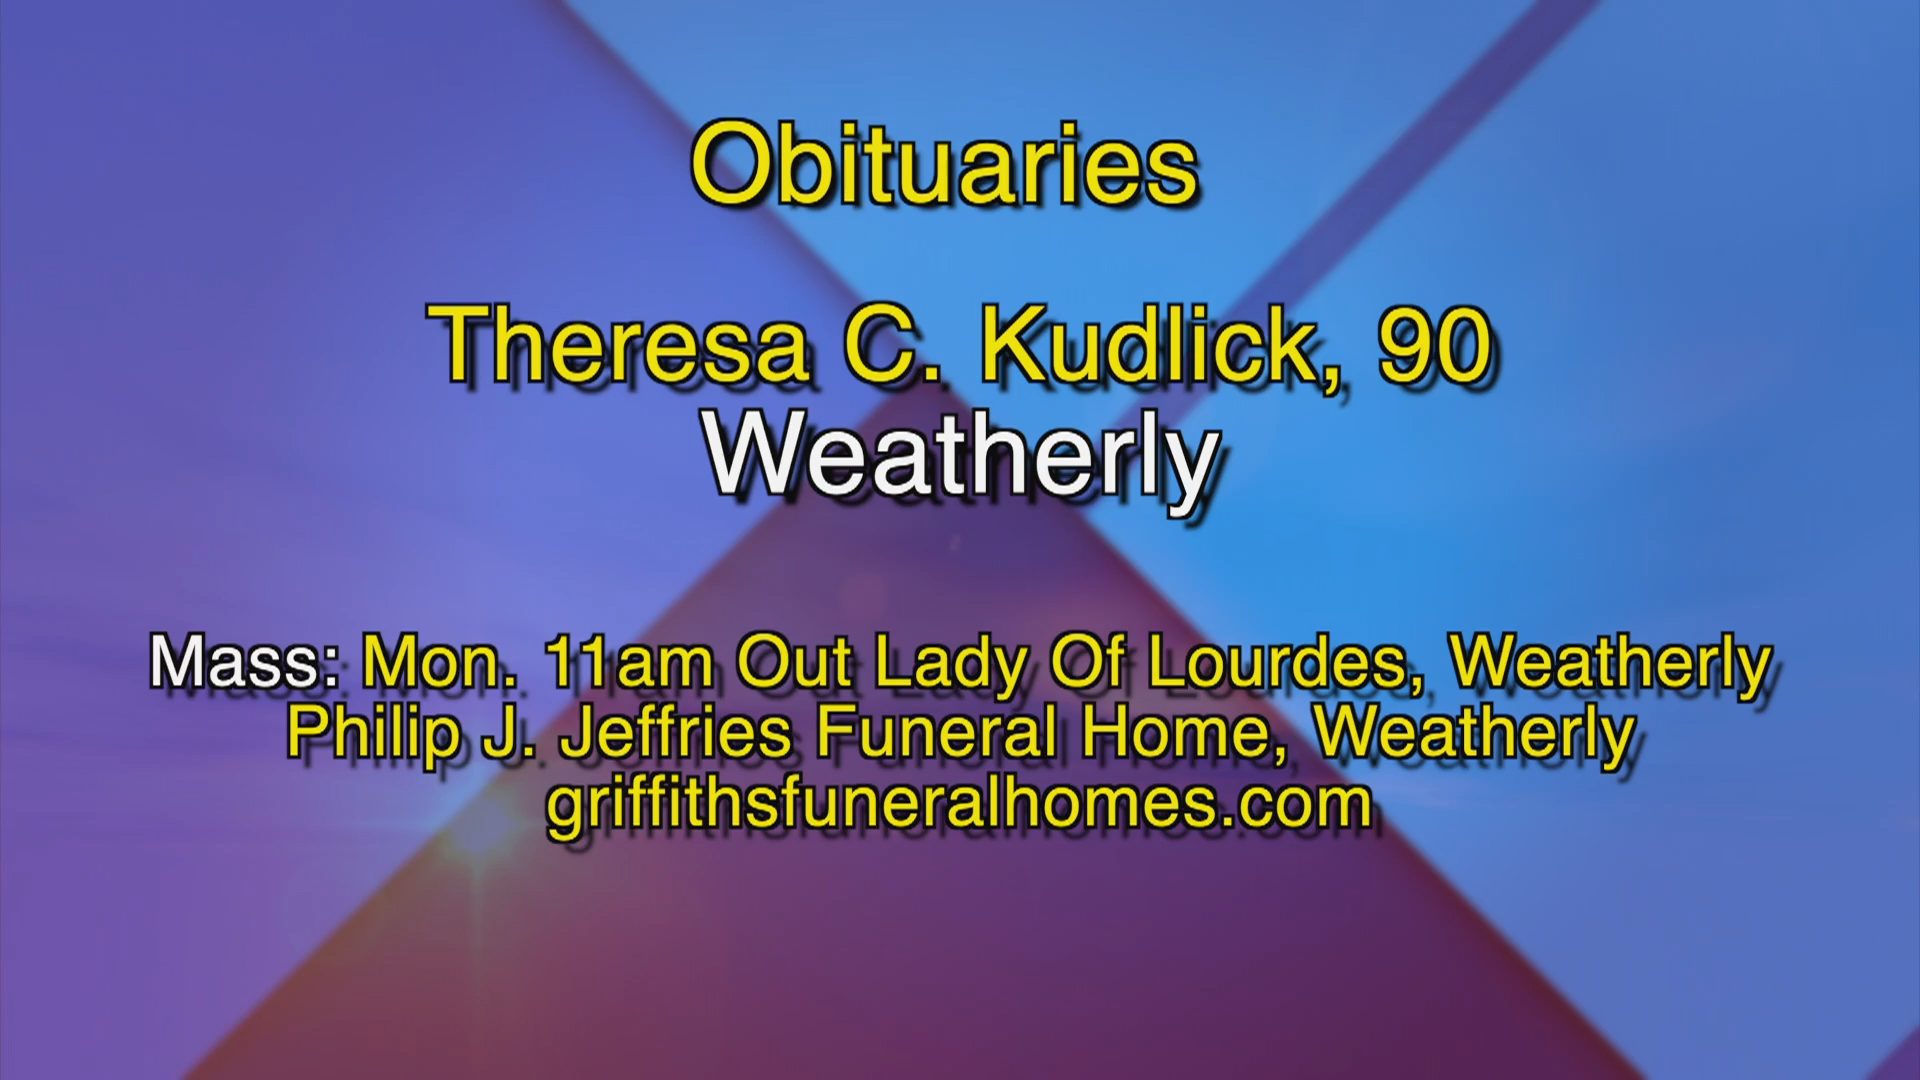 Obituaries
Theresa C. Kudlick, 90
Weatherly
Mass: Mon. 11am Out Lady Of Lourdes, Weatherly
Philip J. Jeffries Funeral Home, Weatherly
griffithsfuneralhomes.com